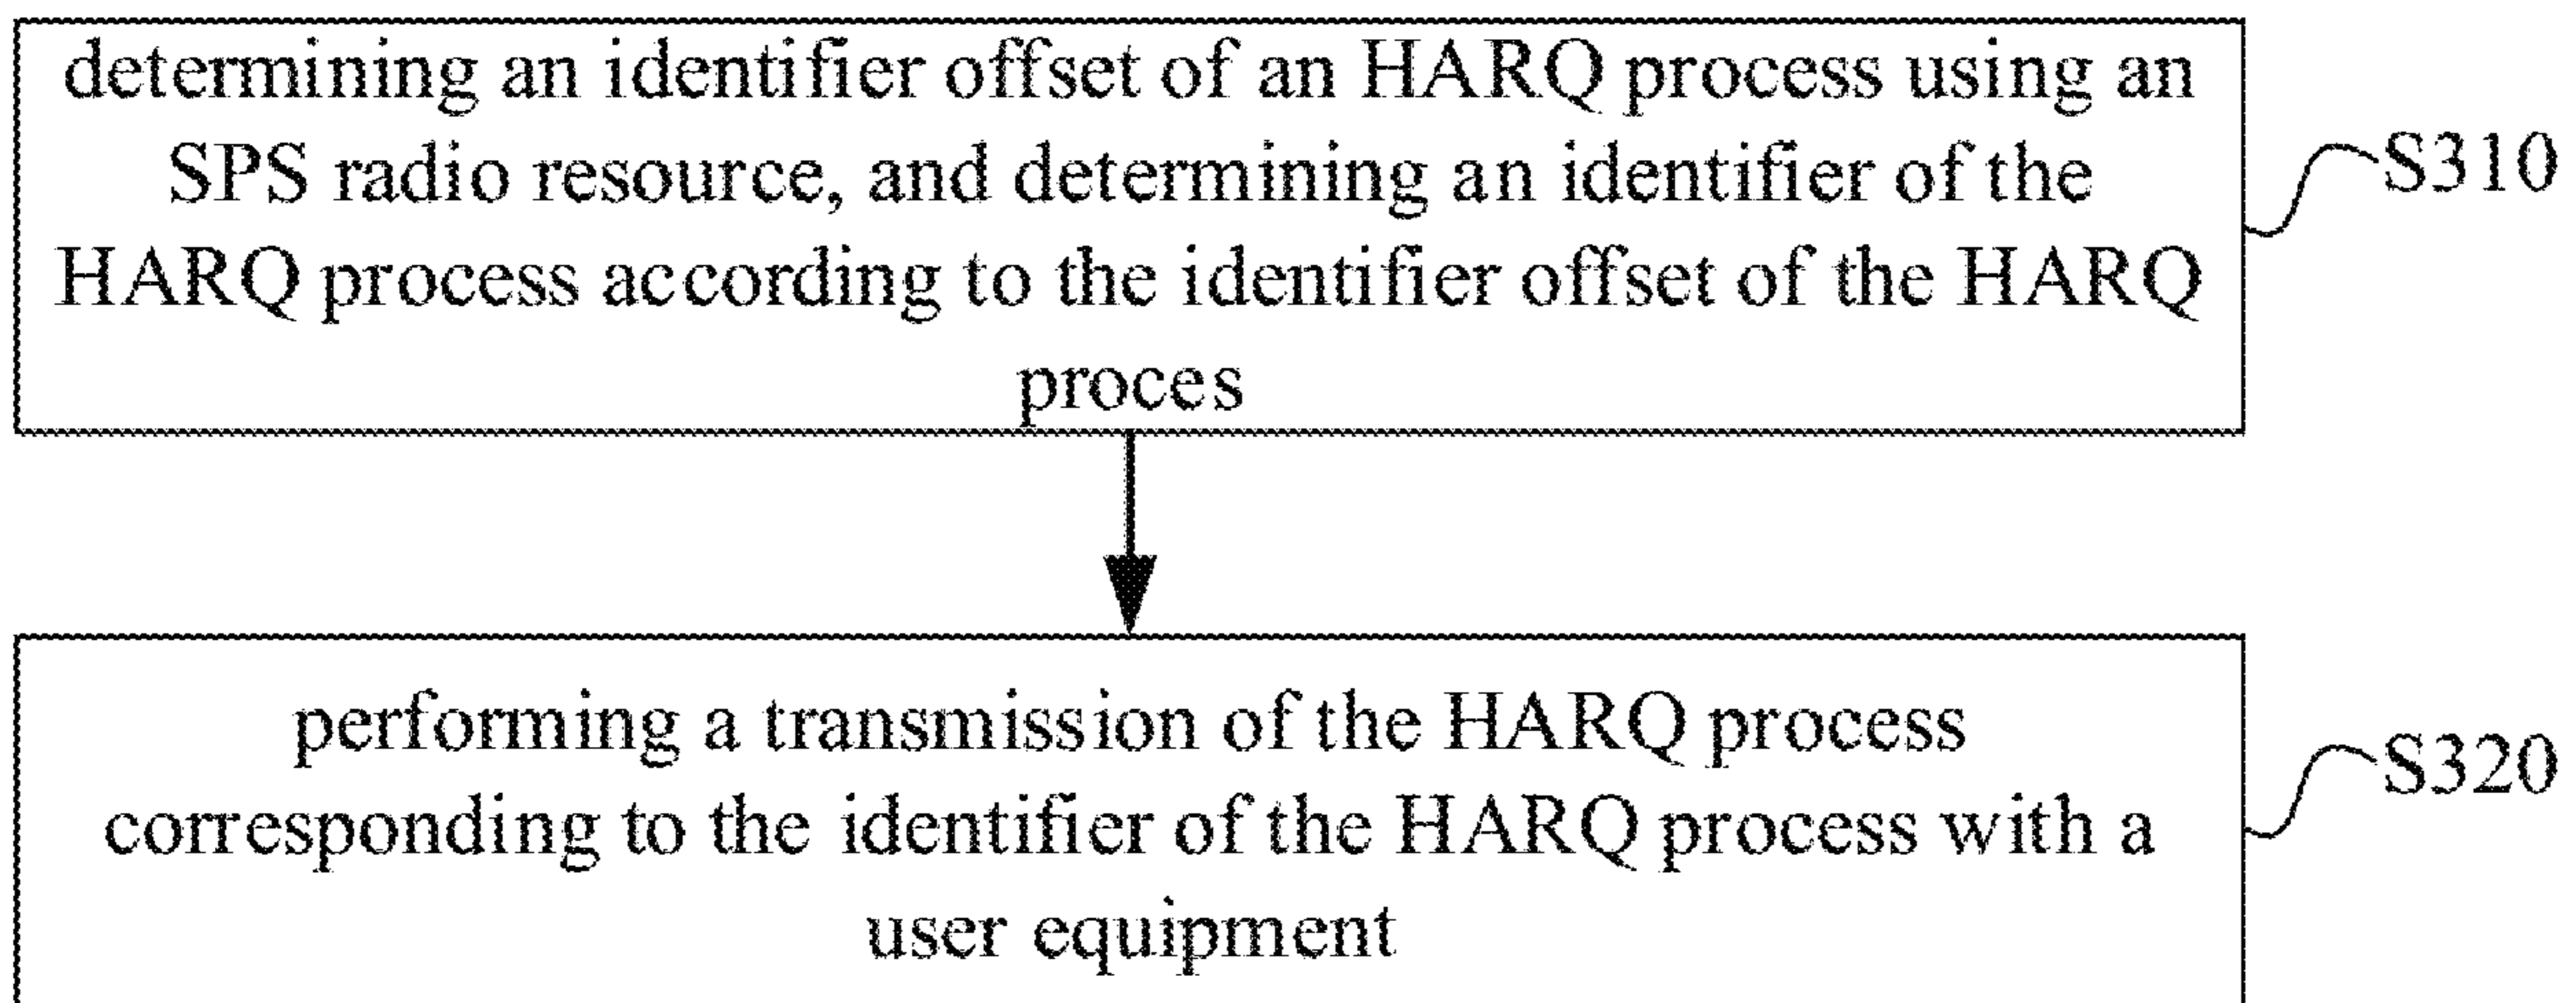 determining an identifier offset of an HARQ process using an
SPS radio resource, and determining an identifier of the
HARQ process according to the identifier offset of the HARQ
proces
S310
performing a transmission of the HARQ process
corresponding to the identifier of the HARQ process with a
user equipment
S320